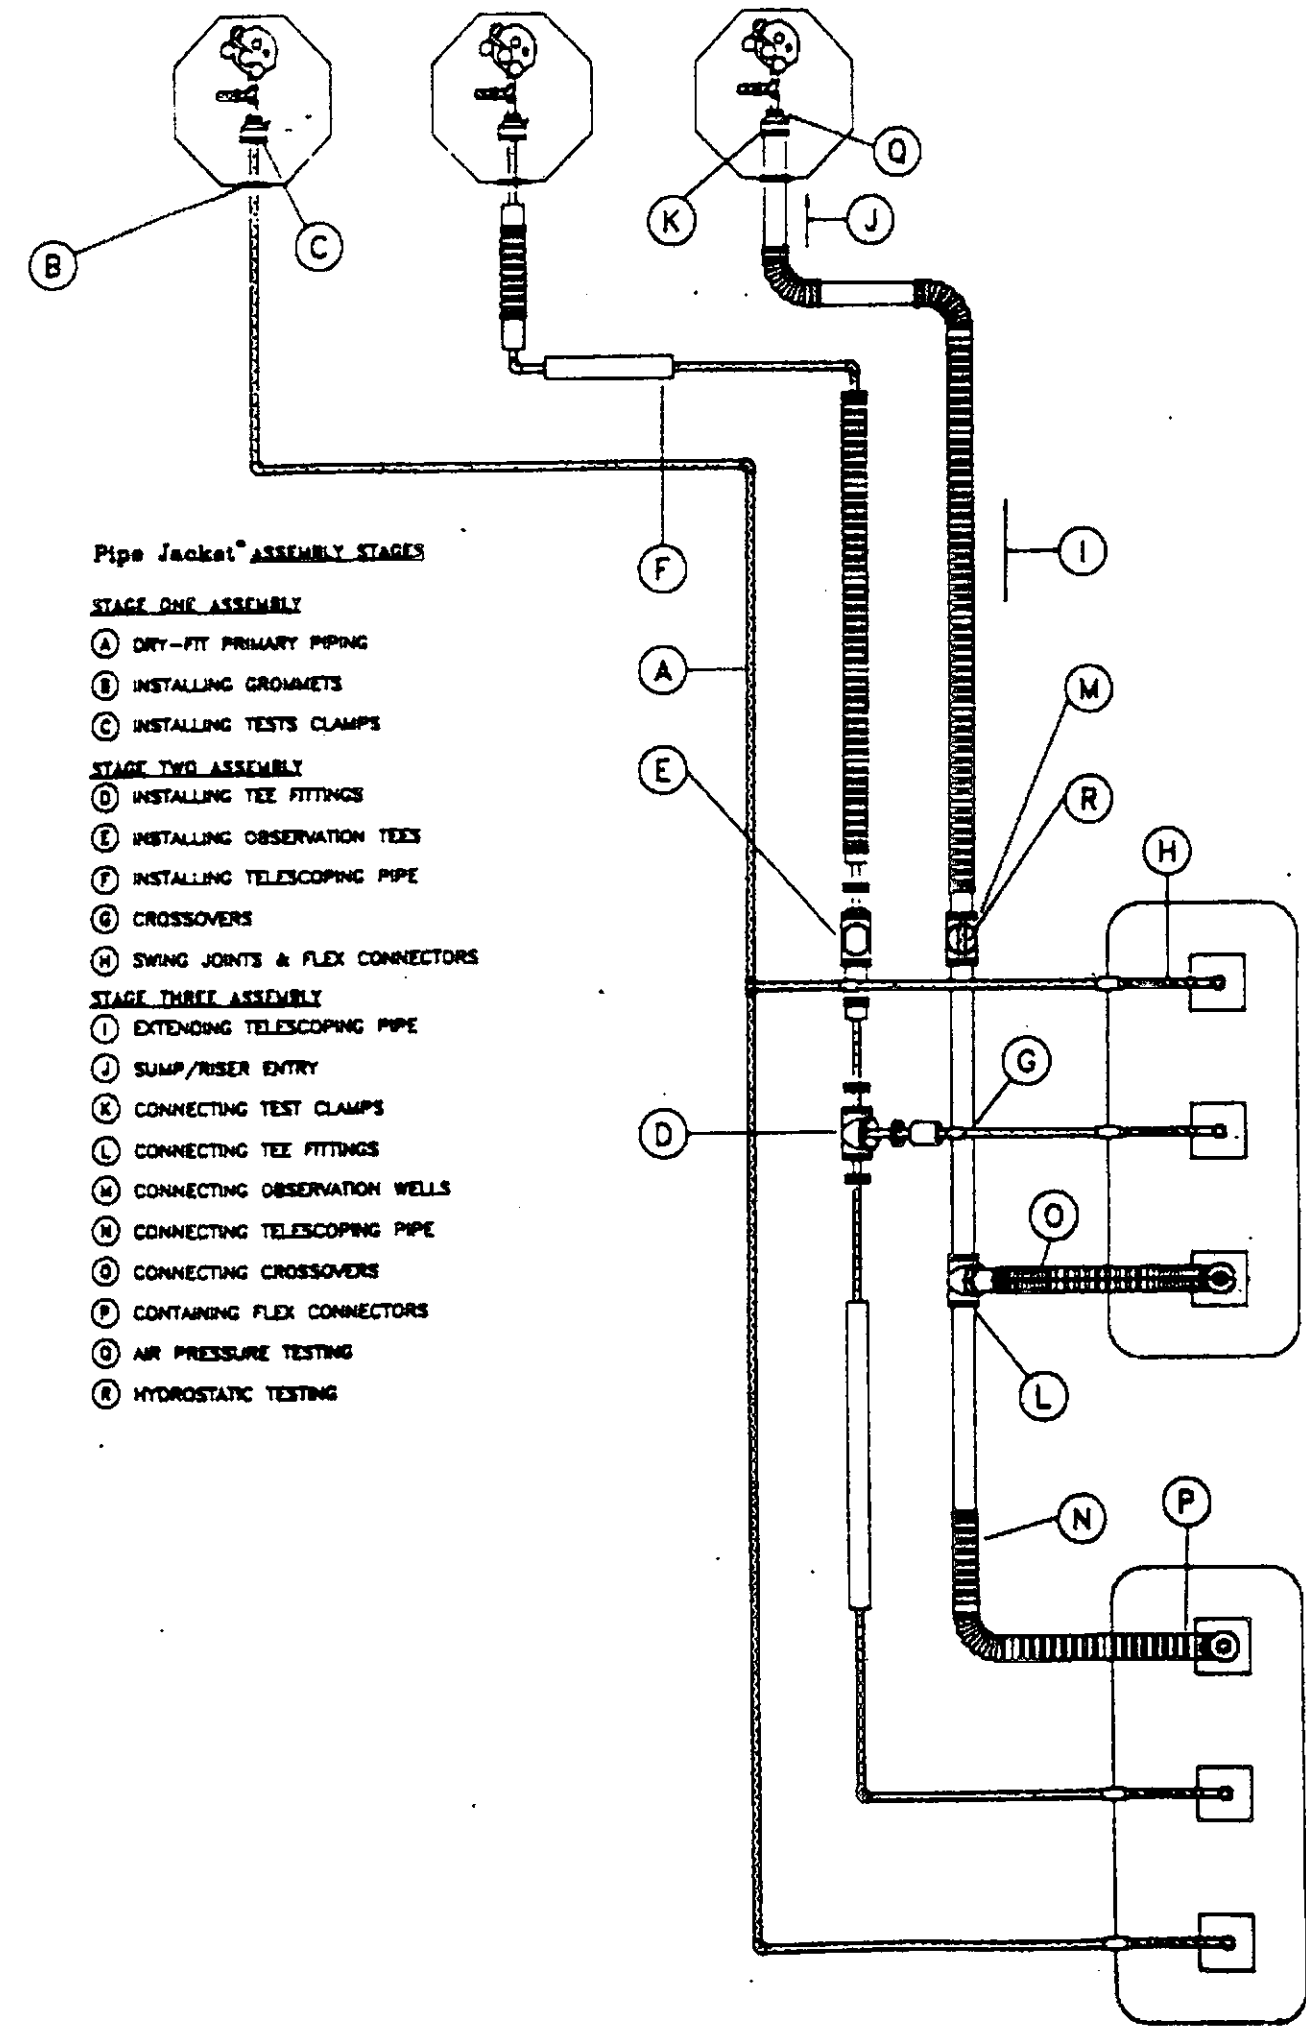 Q
K
J
B
C
F
I
A
M
E
R
H
G
D
O
L
N
P
Pipe Jacket® ASSEMBLY STAGES
STAGE ONE ASSEMBLY
A DRY-FIT PRIMARY PIPING
B INSTALLING GROMMETS
C INSTALLING TESTS CLAMPS
STAGE TWO ASSEMBLY
D INSTALLING TEE FITTINGS
E INSTALLING OBSERVATION TEES
F INSTALLING TELESCOPING PIPE
G CROSSOVERS
H SWING JOINTS & FLEX CONNECTORS
STAGE THREE ASSEMBLY
I EXTENDING TELESCOPING PIPE
J SUMP/RISER ENTRY
K CONNECTING TEST CLAMPS
L CONNECTING TEE FITTINGS
M CONNECTING OBSERVATION WELLS
N CONNECTING TELESCOPING PIPE
O CONNECTING CROSSOVERS
P CONTAINING FLEX CONNECTORS
Q AIR PRESSURE TESTING
R HYDROSTATIC TESTING